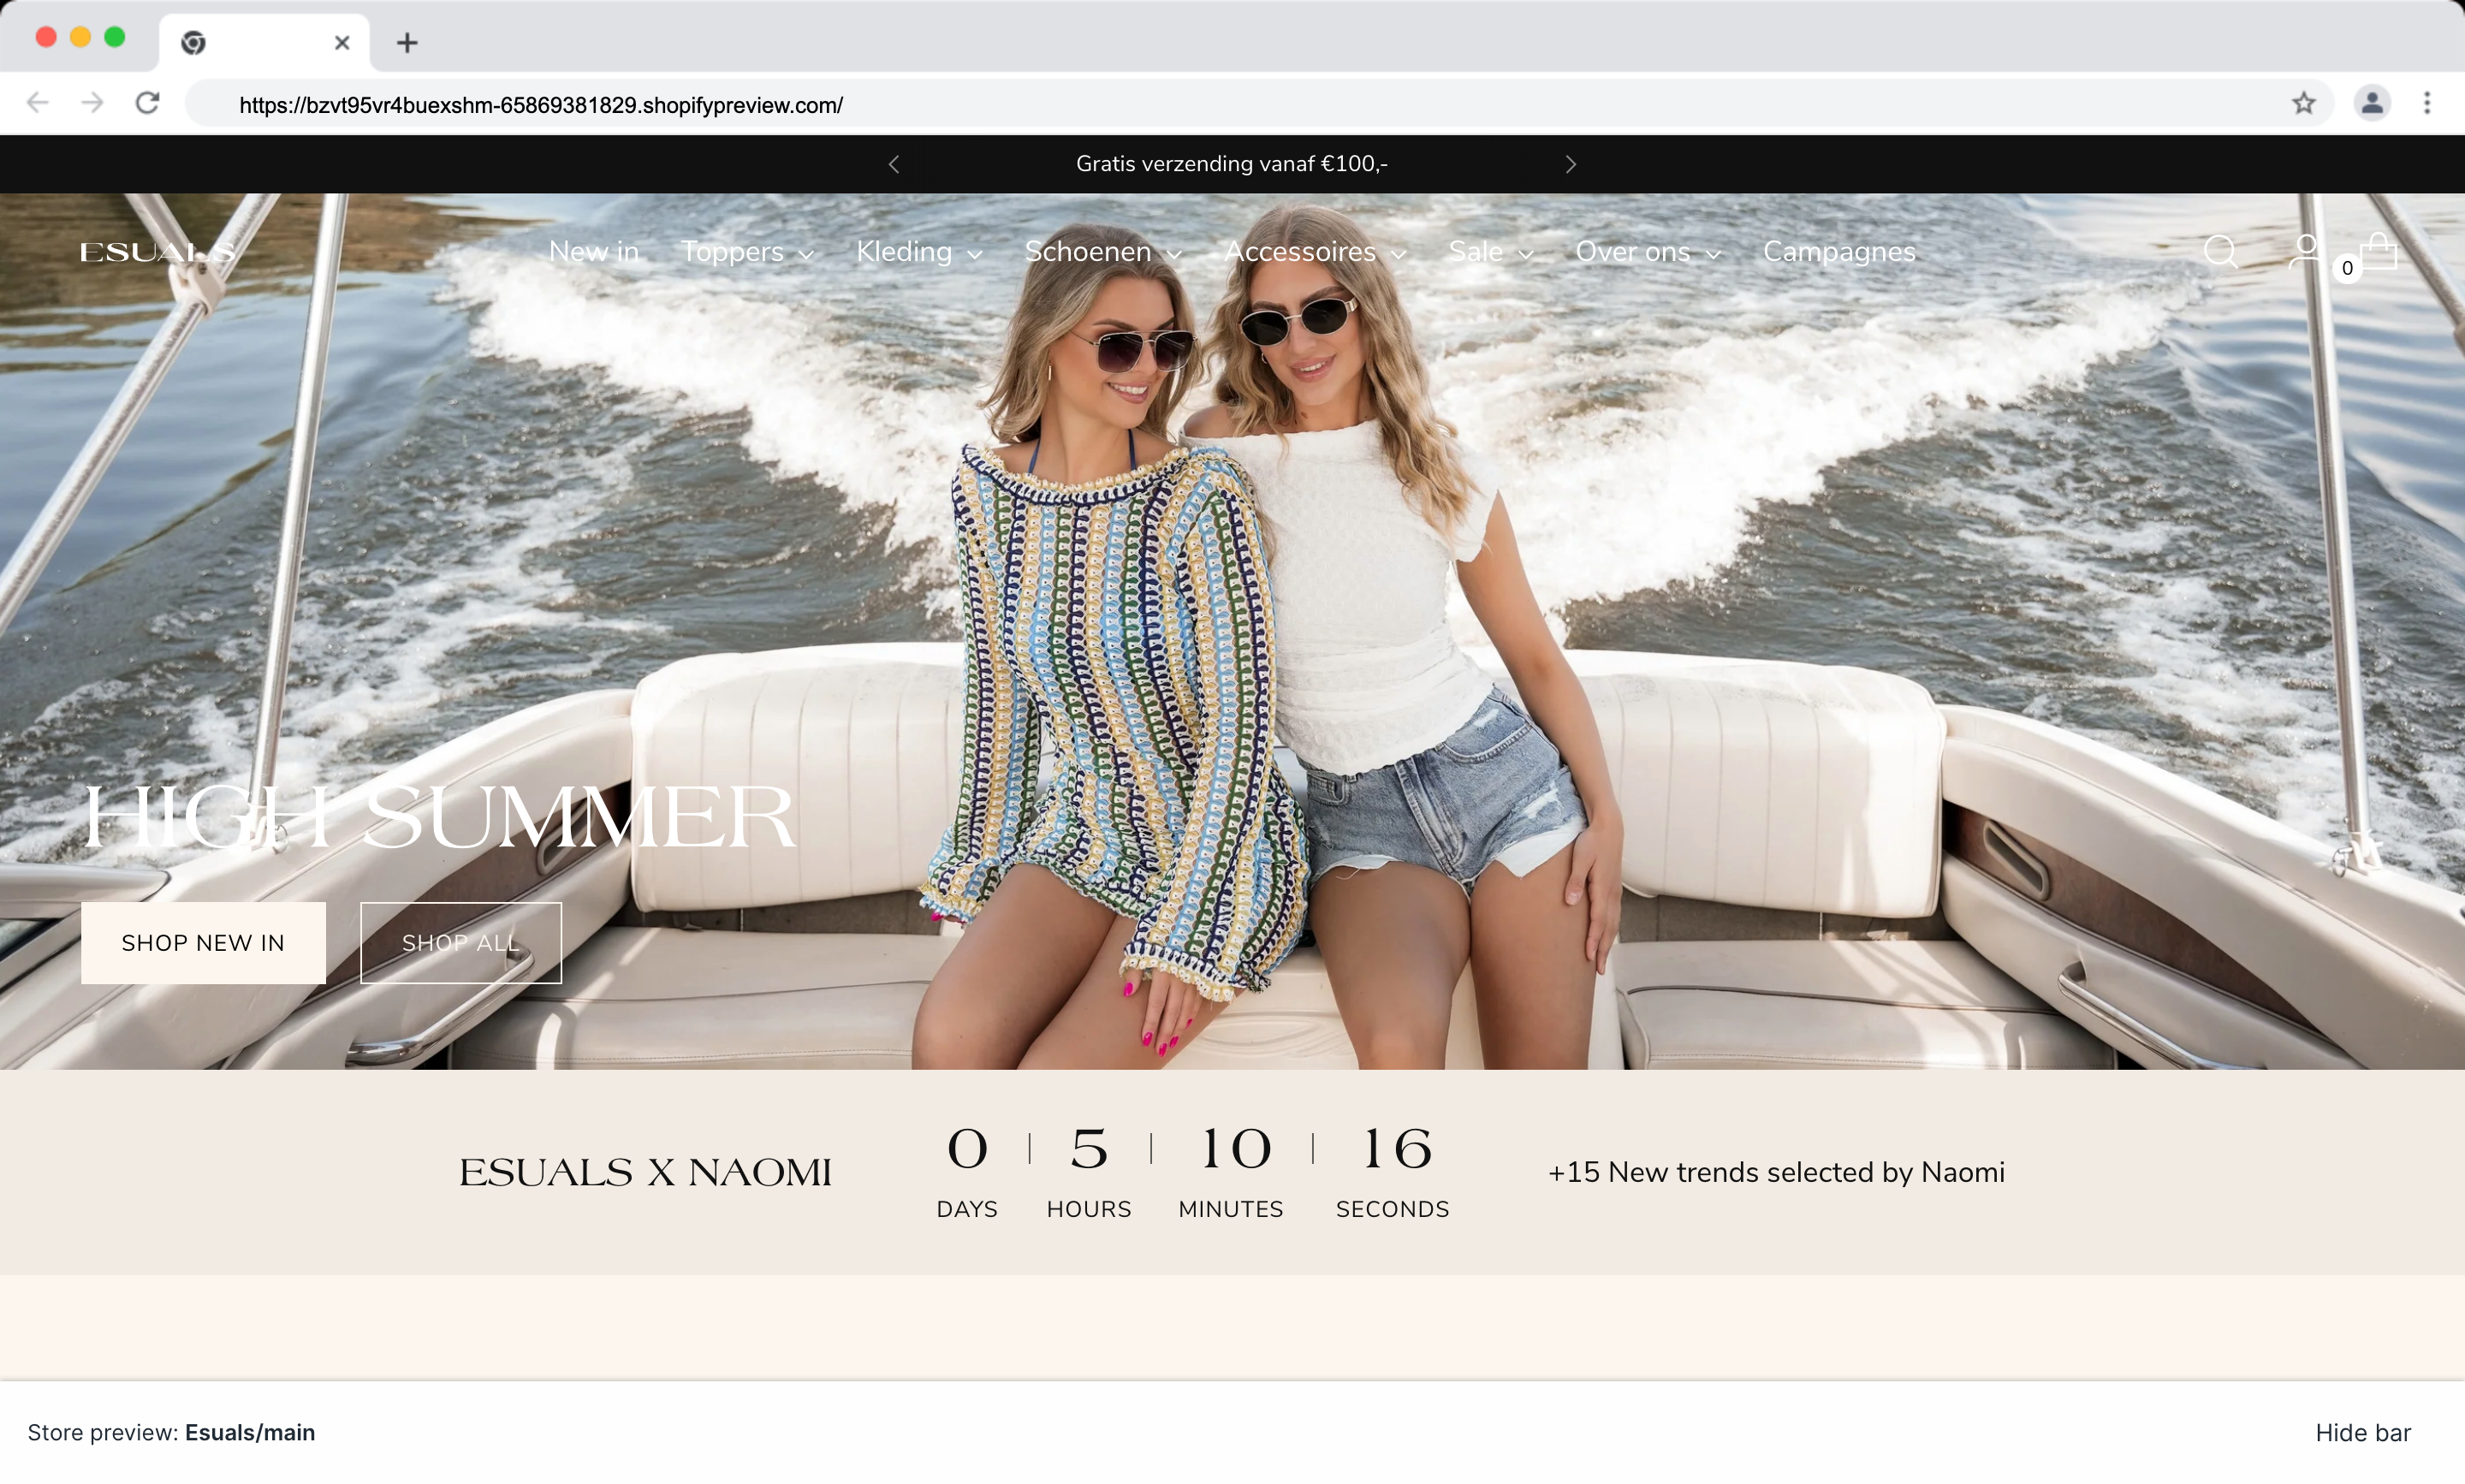 https://bzvt95vr4buexshm-65869381829.shopifypreview.com/
Gratis verzending vanaf €100,-
ESUALS
New in Toppers Kleding Schoenen Accessoires Sale Over ons Campagnes
0
HIGH SUMMER
SHOP NEW IN SHOP ALL
ESUALS X NAOMI
0 5 10 16
DAYS HOURS MINUTES SECONDS
+15 New trends selected by Naomi
Store preview: Esuals/main
Hide bar